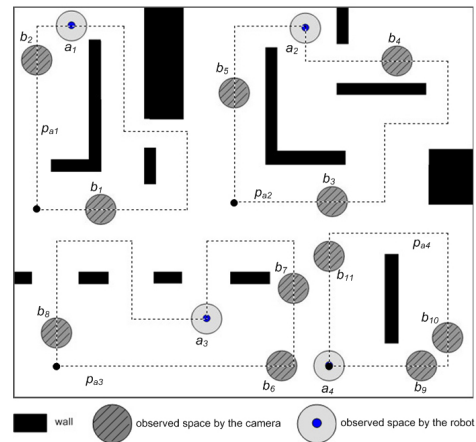 b2
a1
a2
b4
b5
pa1
b1
pa2
b3
b7
b11
pa4
b8
a3
b10
pa3
b6
a4
b9
wall
observed space by the camera
observed space by the robot